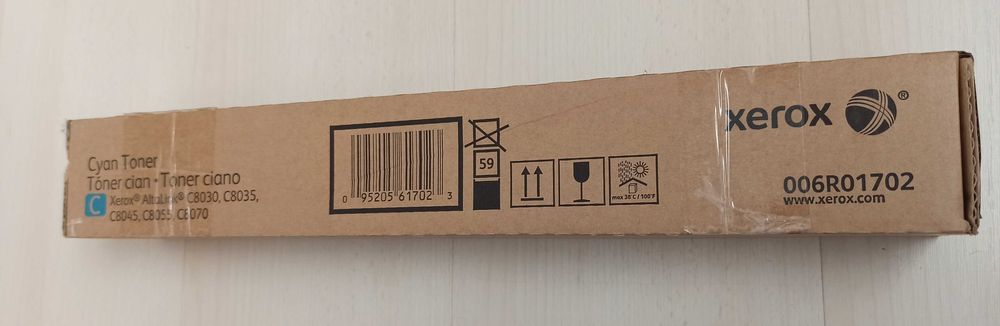 Cyan Toner
Tóner cian • Toner ciano
C Xerox® AltaLink® C8030, C8035,
C8045, C8055, C8070
0 95205 61702 3
59
max 38°C / 100°F
xerox ®
006R01702
www.xerox.com